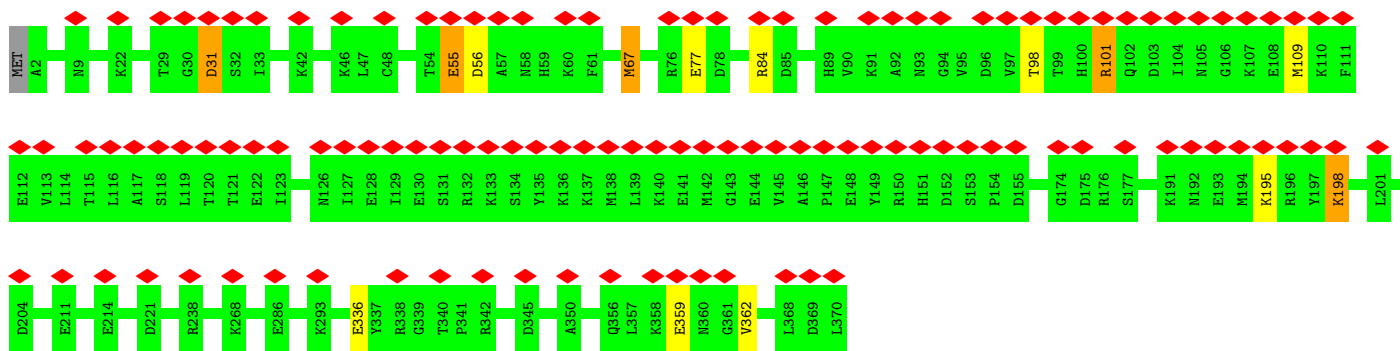 MET A2 N9 K22 T29 G30 D31 S32 I33 K42 K46 L47 C48 T54 E55 D56 A57 N58 H59 K60 F61 M67 R76 E77 D78 R84 D85 H89 V90 K91 A92 N93 G94 V95 D96 V97 T98 T99 H100 R101 Q102 D103 I104 N105 G106 K107 E108 M109 K110 F111
E112 V113 L114 T115 L116 A117 S118 L119 T120 T121 E122 I123 N126 I127 E128 I129 E130 S131 R132 K133 S134 Y135 K136 K137 M138 L139 K140 E141 M142 G143 E144 V145 A146 P147 E148 Y149 R150 H151 D152 S153 P154 D155 G174 D175 R176 S177 K191 N192 E193 M194 K195 R196 Y197 K198 L201
D204 E211 E214 D221 R238 K268 E286 K293 E336 Y337 R338 G339 T340 P341 R342 D345 A350 Q356 L357 K358 E359 N360 G361 V362 L368 D369 L370